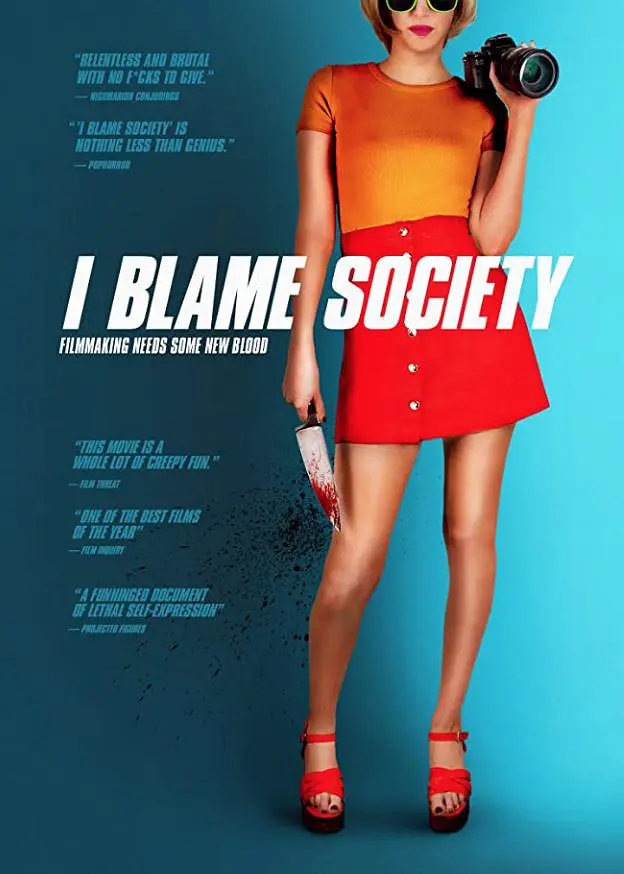 "RELENTLESS AND BRUTAL
WITH NO F*CKS TO GIVE."
— NIGHTMARISH CONJURINGS
"'I BLAME SOCIETY' IS
NOTHING LESS THAN GENIUS."
— POPHORROR
I BLAME SOCIETY
FILMMAKING NEEDS SOME NEW BLOOD
"THIS MOVIE IS A
WHOLE LOT OF CREEPY FUN."
— FILM THREAT
"ONE OF THE BEST FILMS
OF THE YEAR"
— FILM INQUIRY
"A FUNNINGED DOCUMENT
OF LETHAL SELF-EXPRESSION"
— PROJECTED FIGURES